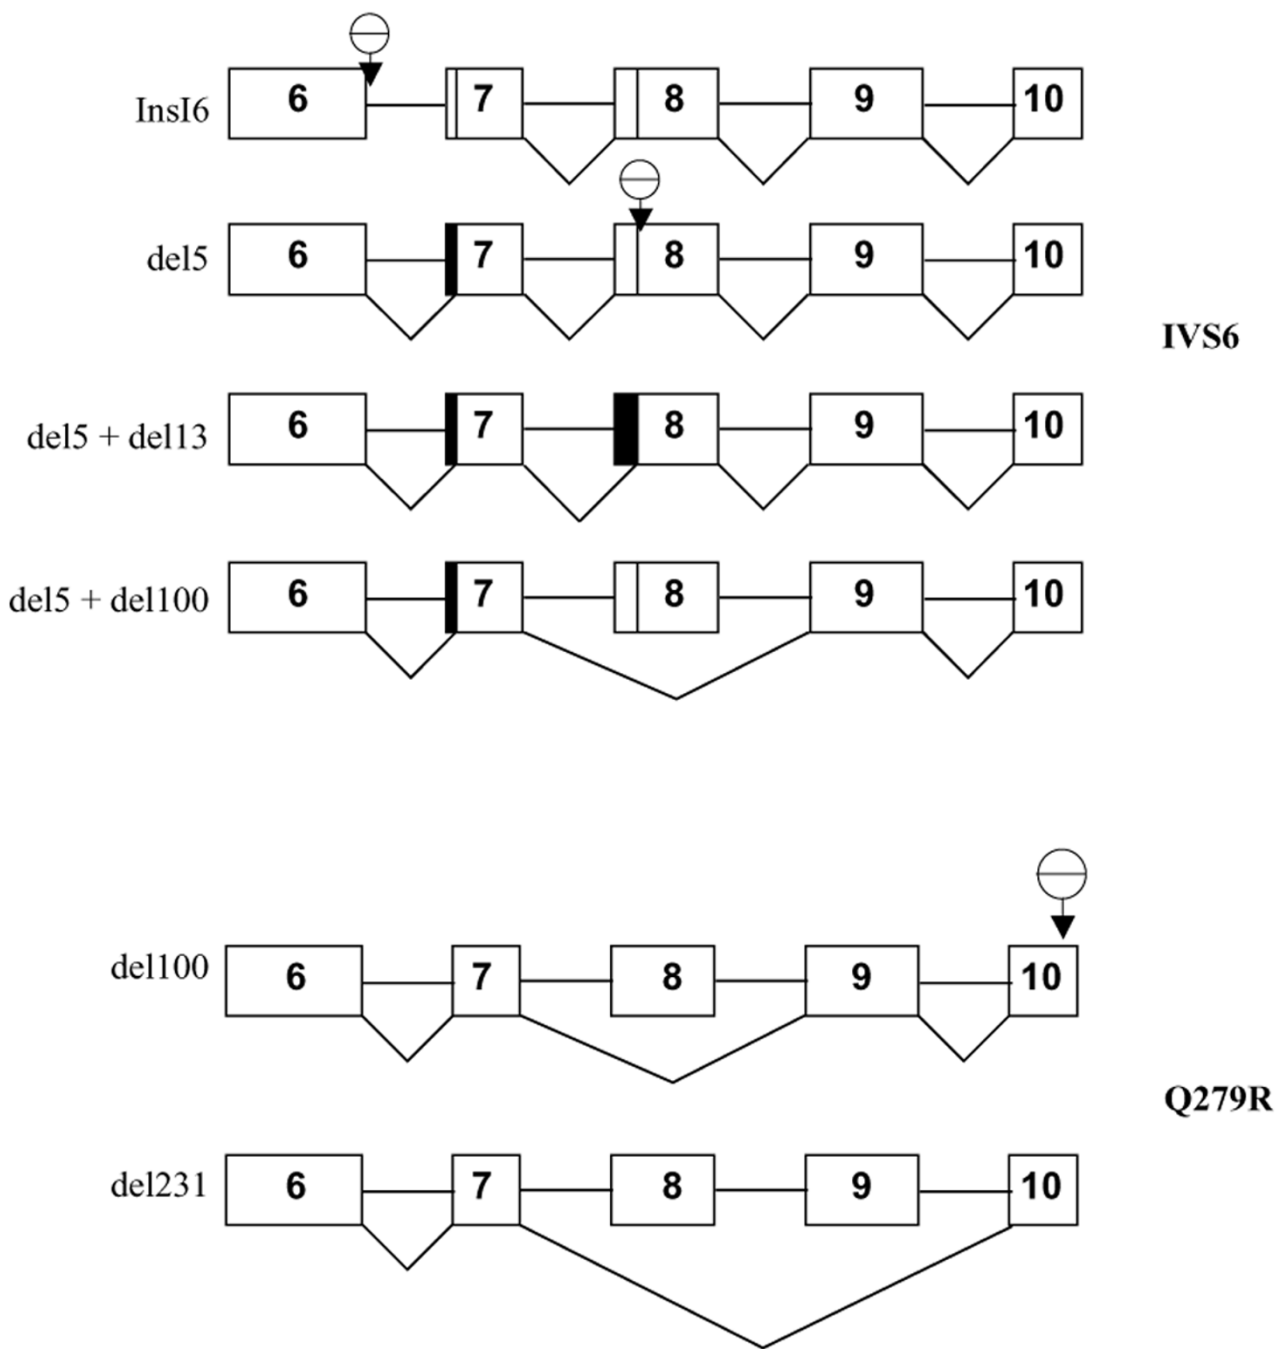 InsI6 6 7 8 9 10
del5 6 7 8 9 10
IVS6
del5 + del13 6 7 8 9 10
del5 + del100 6 7 8 9 10
del100 6 7 8 9 10
Q279R
del231 6 7 8 9 10